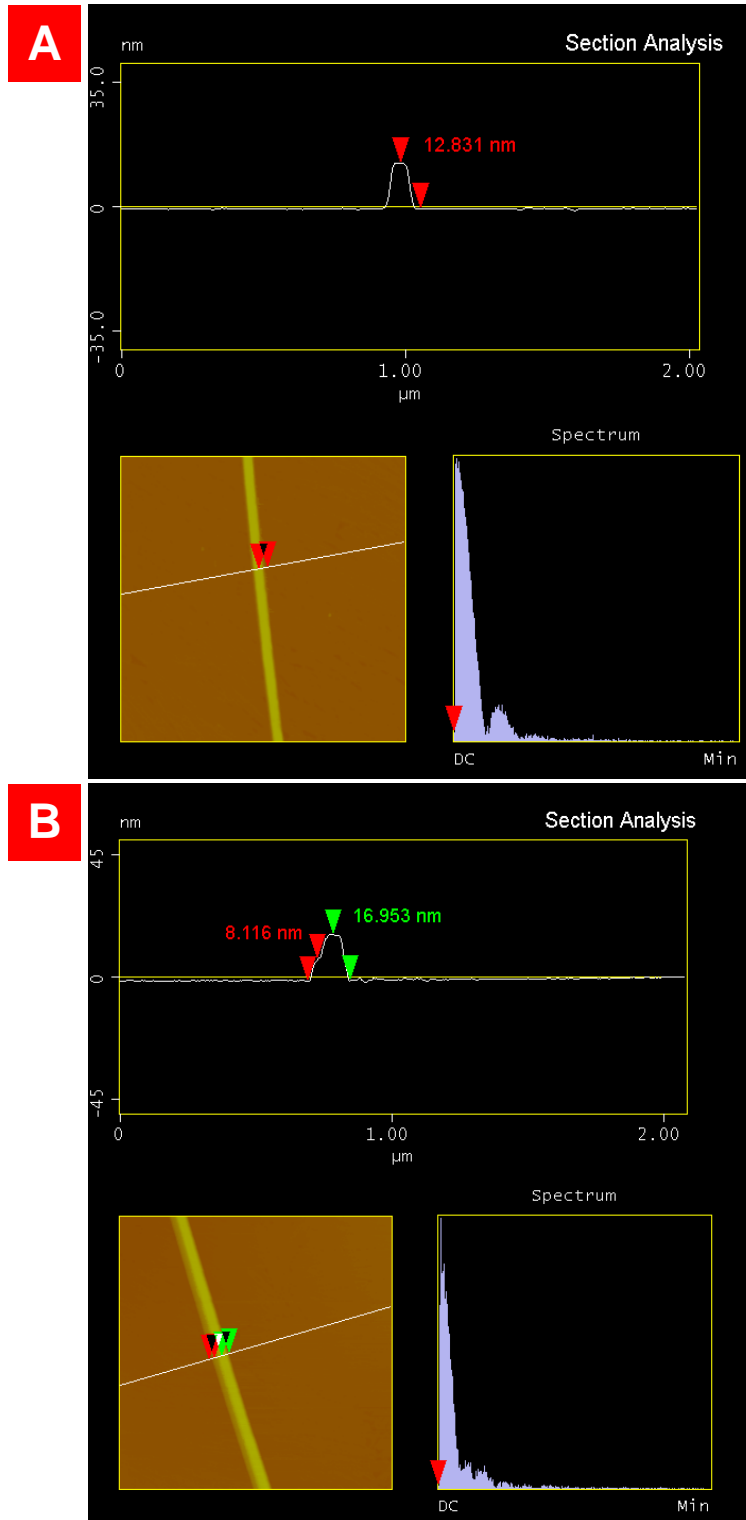 A
nm
Section Analysis
35.0
12.831 nm
0
-35.0
0 1.00 2.00
µm
Spectrum
DC Min
B
nm
Section Analysis
45
16.953 nm
8.116 nm
0
-45
0 1.00 2.00
µm
Spectrum
DC Min